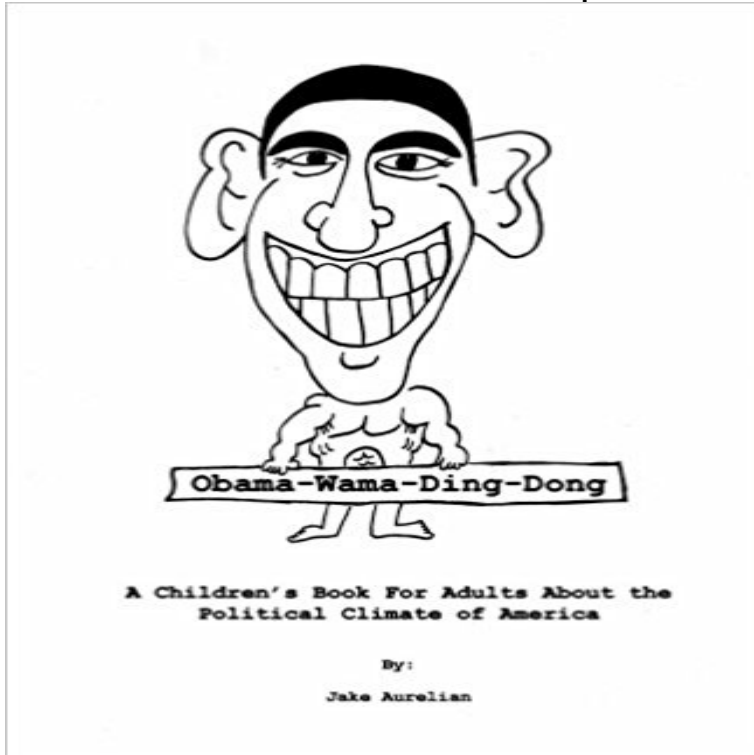 Obama-Wama-Ding-Dong
A Children's Book For Adults About the
Political Climate of America
By:
Jake Aurelian